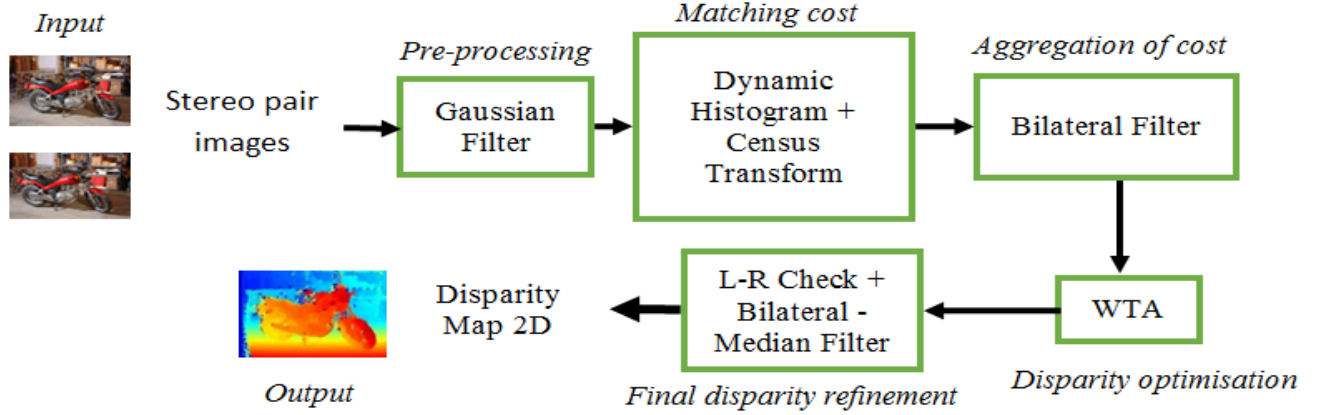 Input
Stereo pair
images
Pre-processing
Gaussian
Filter
Matching cost
Dynamic
Histogram +
Census
Transform
Aggregation of cost
Bilateral Filter
WTA
Disparity optimisation
L-R Check +
Bilateral -
Median Filter
Final disparity refinement
Disparity
Map 2D
Output